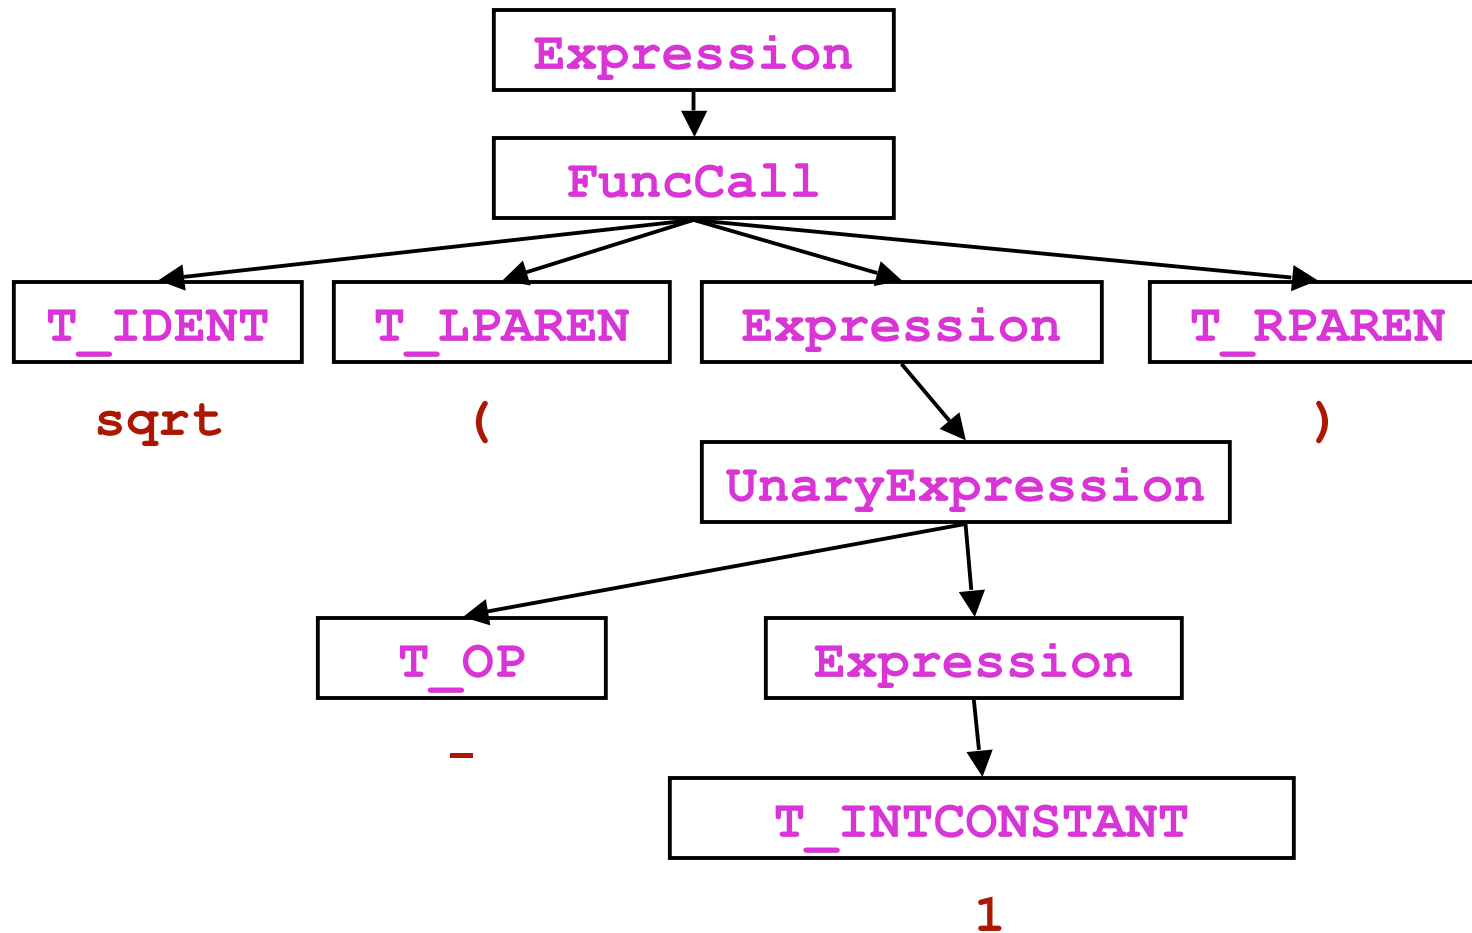 Expression
FuncCall
T_IDENT T_LPAREN Expression T_RPAREN
sqrt ( )
UnaryExpression
T_OP Expression
-
T_INTCONSTANT
1